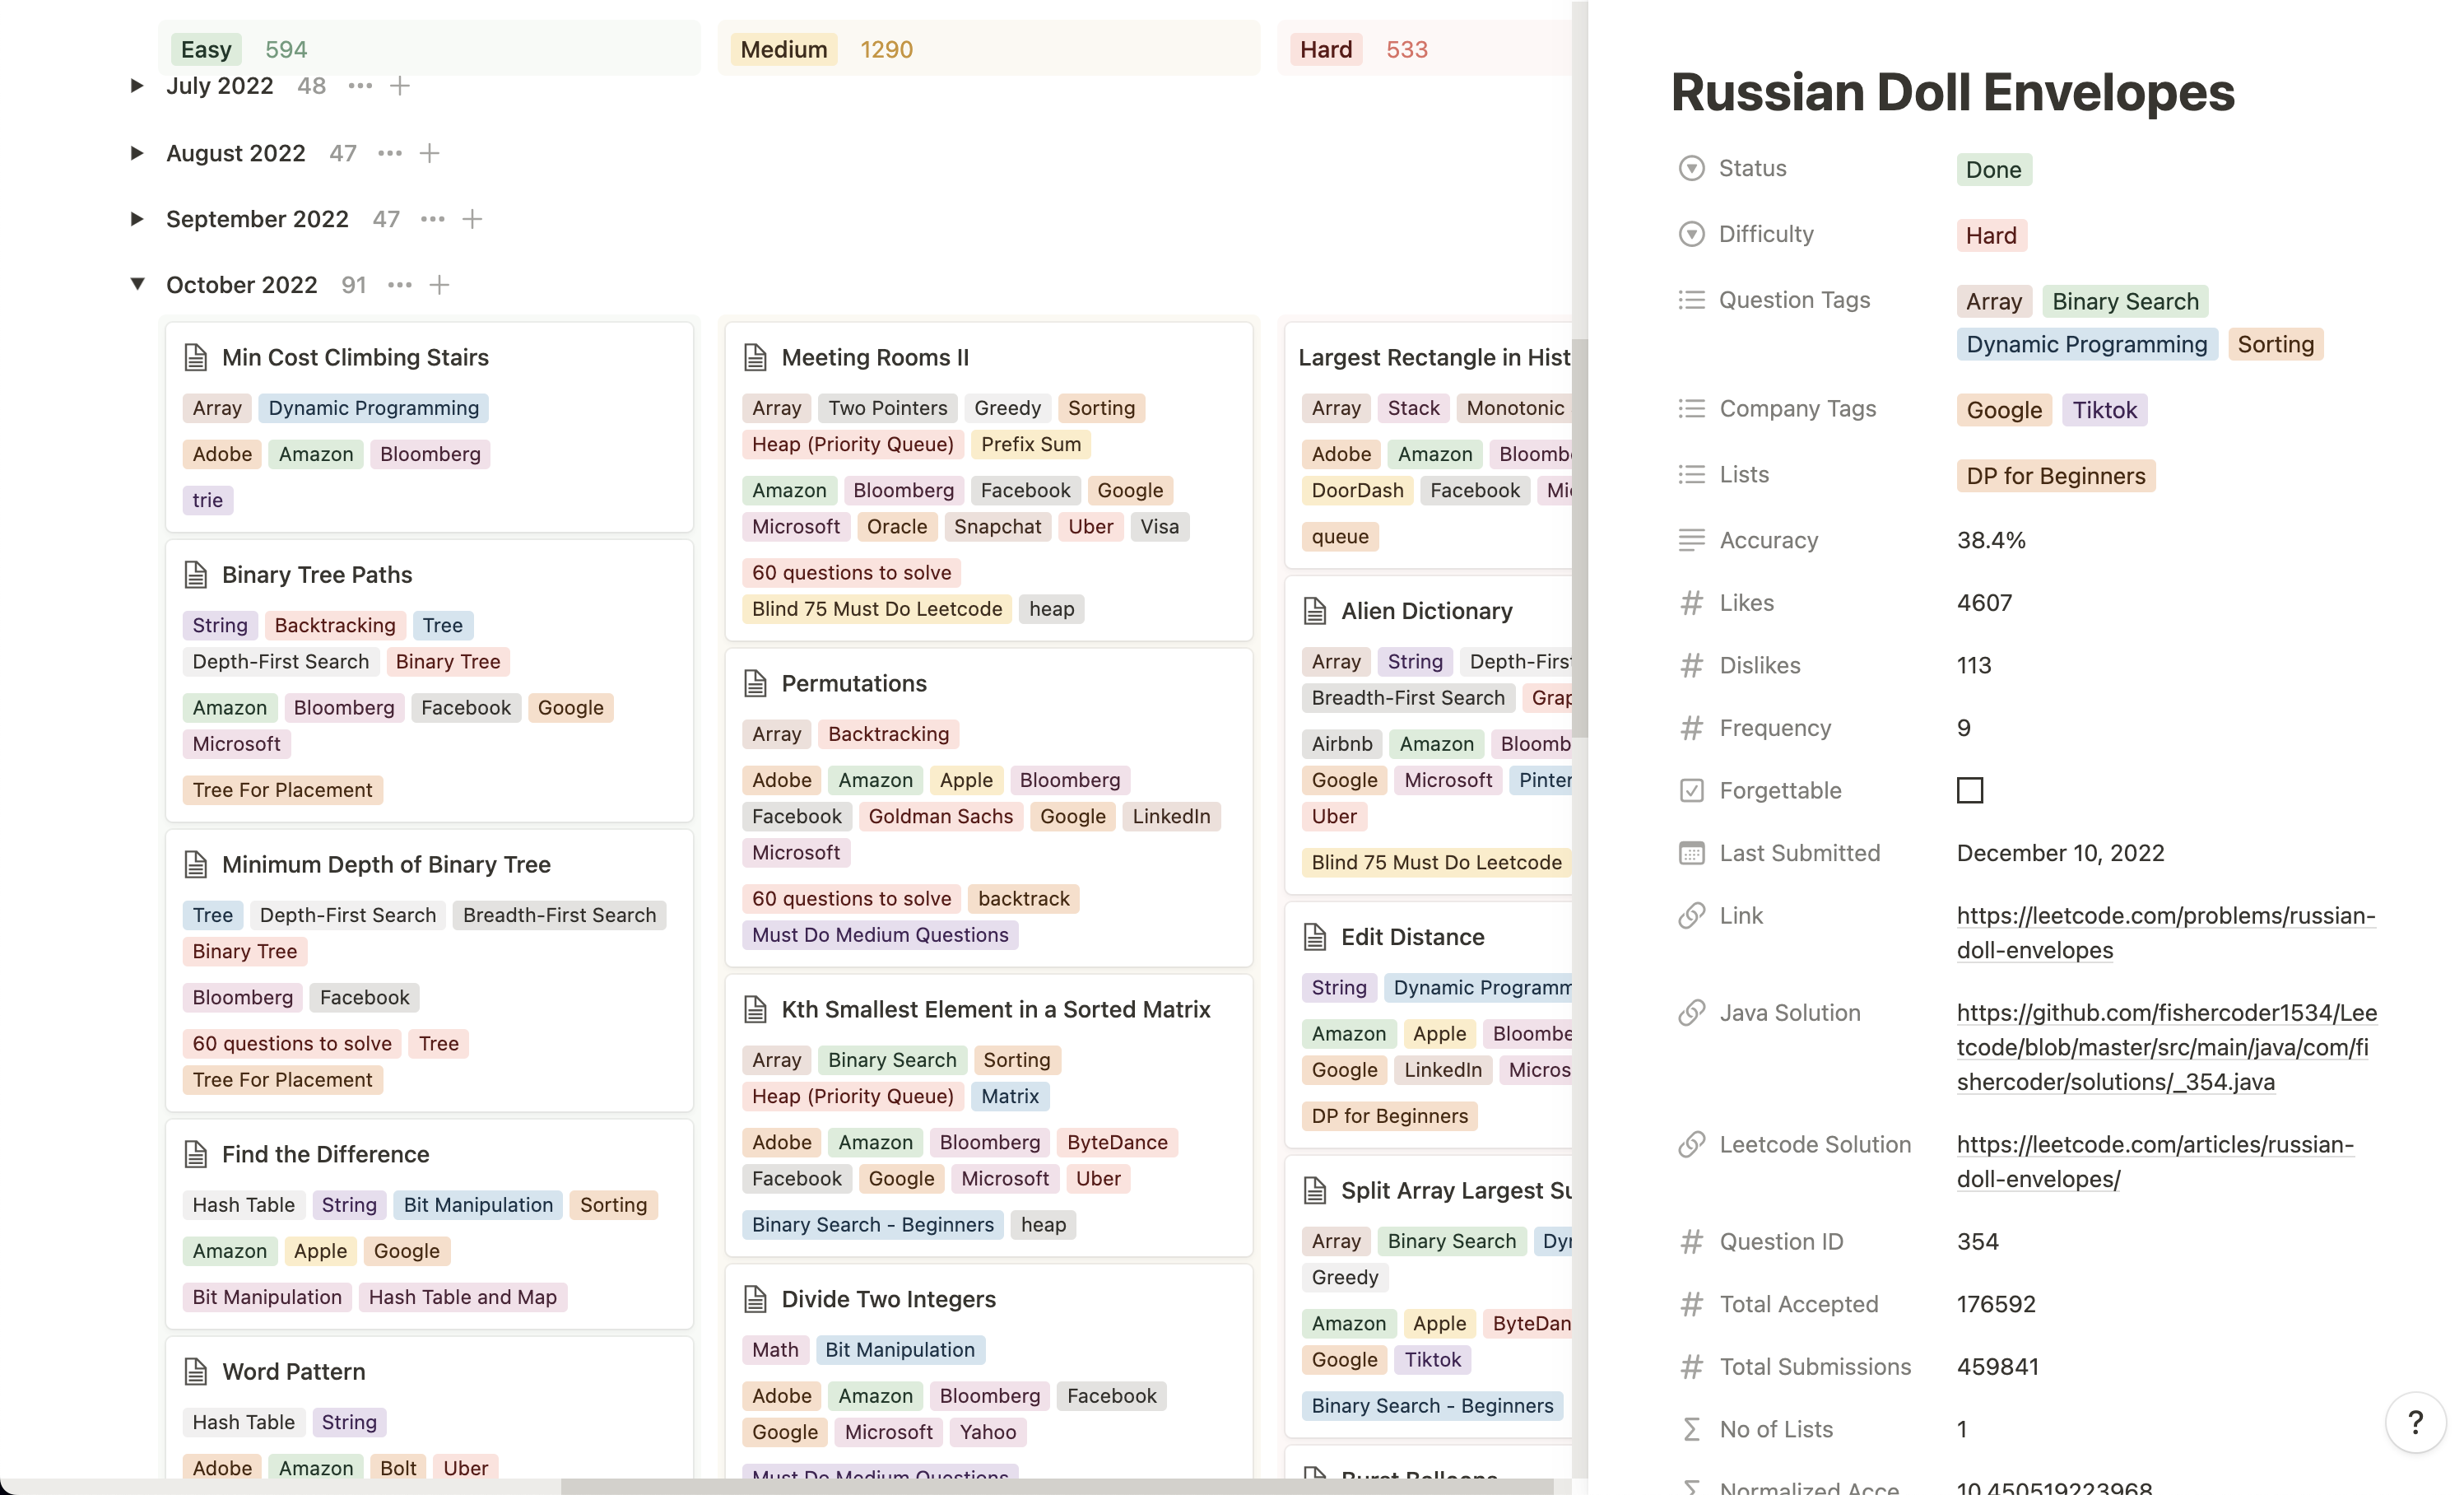 Easy 594
Medium 1290
Hard 533
July 2022 48
August 2022 47
September 2022 47
October 2022 91
Min Cost Climbing Stairs
Array Dynamic Programming
Adobe Amazon Bloomberg
trie
Binary Tree Paths
String Backtracking Tree
Depth-First Search Binary Tree
Amazon Bloomberg Facebook Google
Microsoft
Tree For Placement
Minimum Depth of Binary Tree
Tree Depth-First Search Breadth-First Search
Binary Tree
Bloomberg Facebook
60 questions to solve Tree
Tree For Placement
Find the Difference
Hash Table String Bit Manipulation Sorting
Amazon Apple Google
Bit Manipulation Hash Table and Map
Word Pattern
Hash Table String
Adobe Amazon Bolt Uber
Meeting Rooms II
Array Two Pointers Greedy Sorting
Heap (Priority Queue) Prefix Sum
Amazon Bloomberg Facebook Google
Microsoft Oracle Snapchat Uber Visa
60 questions to solve
Blind 75 Must Do Leetcode heap
Permutations
Array Backtracking
Adobe Amazon Apple Bloomberg
Facebook Goldman Sachs Google LinkedIn
Microsoft
60 questions to solve backtrack
Must Do Medium Questions
Kth Smallest Element in a Sorted Matrix
Array Binary Search Sorting
Heap (Priority Queue) Matrix
Adobe Amazon Bloomberg ByteDance
Facebook Google Microsoft Uber
Binary Search - Beginners heap
Divide Two Integers
Math Bit Manipulation
Adobe Amazon Bloomberg Facebook
Google Microsoft Yahoo
Must Do Medium Questions
Largest Rectangle in Hist
Array Stack Monotonic
Adobe Amazon Bloomb
DoorDash Facebook Mi
queue
Alien Dictionary
Array String Depth-First
Breadth-First Search Grap
Airbnb Amazon Bloomb
Google Microsoft Pinter
Uber
Blind 75 Must Do Leetcode
Edit Distance
String Dynamic Programm
Amazon Apple Bloombe
Google LinkedIn Micros
DP for Beginners
Split Array Largest Su
Array Binary Search Dyn
Greedy
Amazon Apple ByteDan
Google Tiktok
Binary Search - Beginners
Burst Balloons
Russian Doll Envelopes
Status Done
Difficulty Hard
Question Tags Array Binary Search
Dynamic Programming Sorting
Company Tags Google Tiktok
Lists DP for Beginners
Accuracy 38.4%
Likes 4607
Dislikes 113
Frequency 9
Forgettable
Last Submitted December 10, 2022
Link https://leetcode.com/problems/russian-
doll-envelopes
Java Solution https://github.com/fishercoder1534/Lee
tcode/blob/master/src/main/java/com/fi
shercoder/solutions/_354.java
Leetcode Solution https://leetcode.com/articles/russian-
doll-envelopes/
Question ID 354
Total Accepted 176592
Total Submissions 459841
No of Lists 1
Normalized Acce 10.450519223968
?